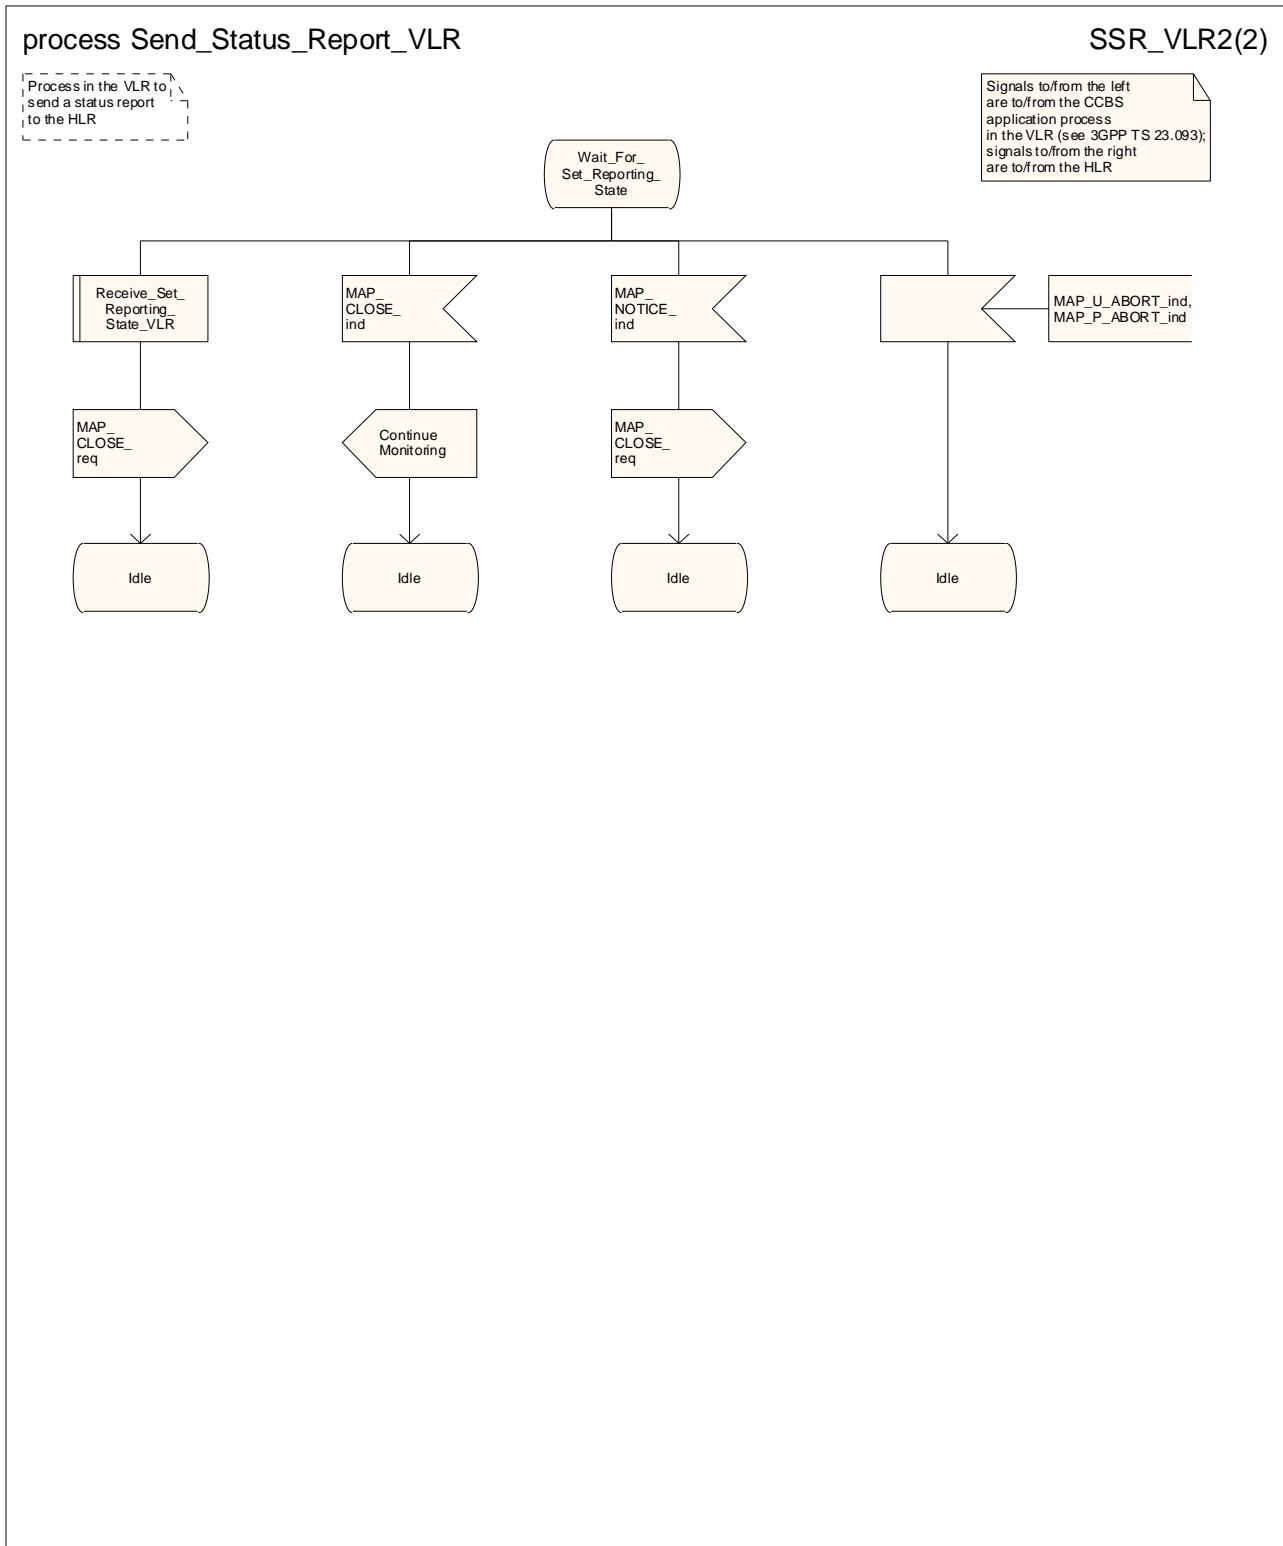 process Send_Status_Report_VLR
SSR_VLR2(2)
Process in the VLR to
send a status report
to the HLR
Signals to/from the left
are to/from the CCBS
application process
in the VLR (see 3GPP TS 23.093);
signals to/from the right
are to/from the HLR
Wait_For_
Set_Reporting_
State
Receive_Set_
Reporting_
State_VLR
MAP_
CLOSE_
ind
MAP_
NOTICE_
ind
MAP_U_ABORT_ind,
MAP_P_ABORT_ind
MAP_
CLOSE_
req
Continue
Monitoring
MAP_
CLOSE_
req
Idle
Idle
Idle
Idle